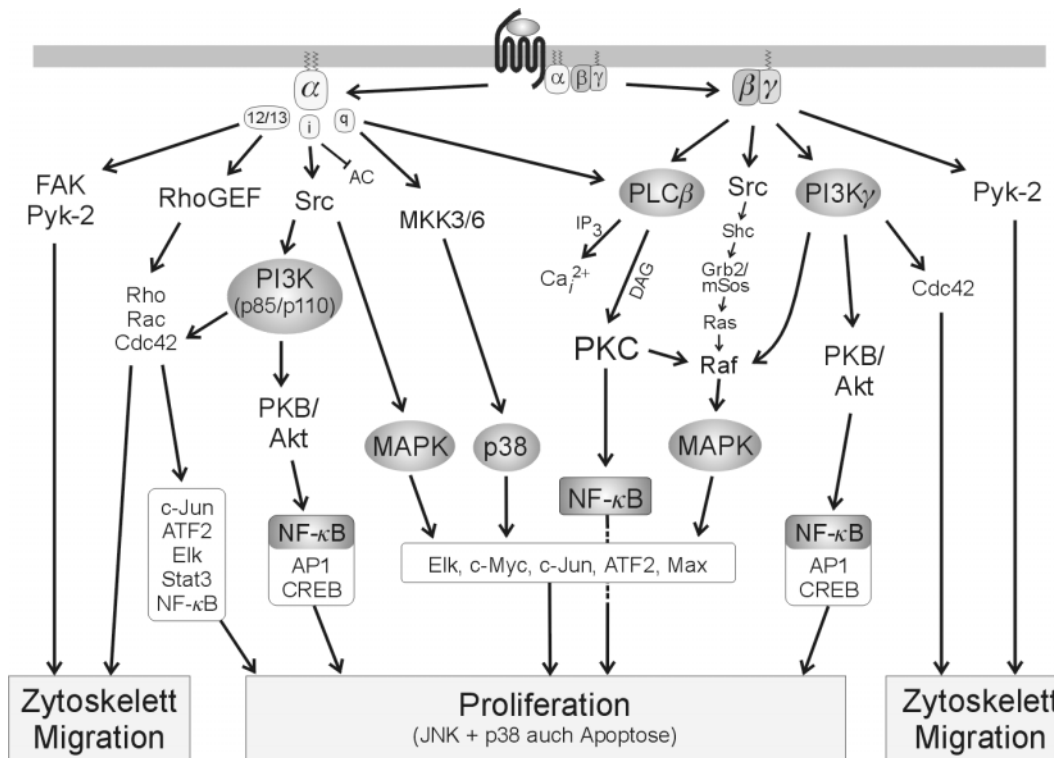 α β γ
α
12/13 i q
β γ
AC
FAK
Pyk-2
RhoGEF
Src
MKK3/6
PLCβ
Src
PI3Kγ
Pyk-2
IP3
Cai2+
DAG
Shc
Grb2/
mSos
Ras
Raf
Cdc42
Rho
Rac
Cdc42
PI3K
(p85/p110)
PKC
PKB/
Akt
PKB/
Akt
MAPK
p38
MAPK
c-Jun
ATF2
Elk
Stat3
NF-κB
NF-κB
AP1
CREB
NF-κB
Elk, c-Myc, c-Jun, ATF2, Max
NF-κB
AP1
CREB
Zytoskelett
Migration
Proliferation
(JNK + p38 auch Apoptose)
Zytoskelett
Migration